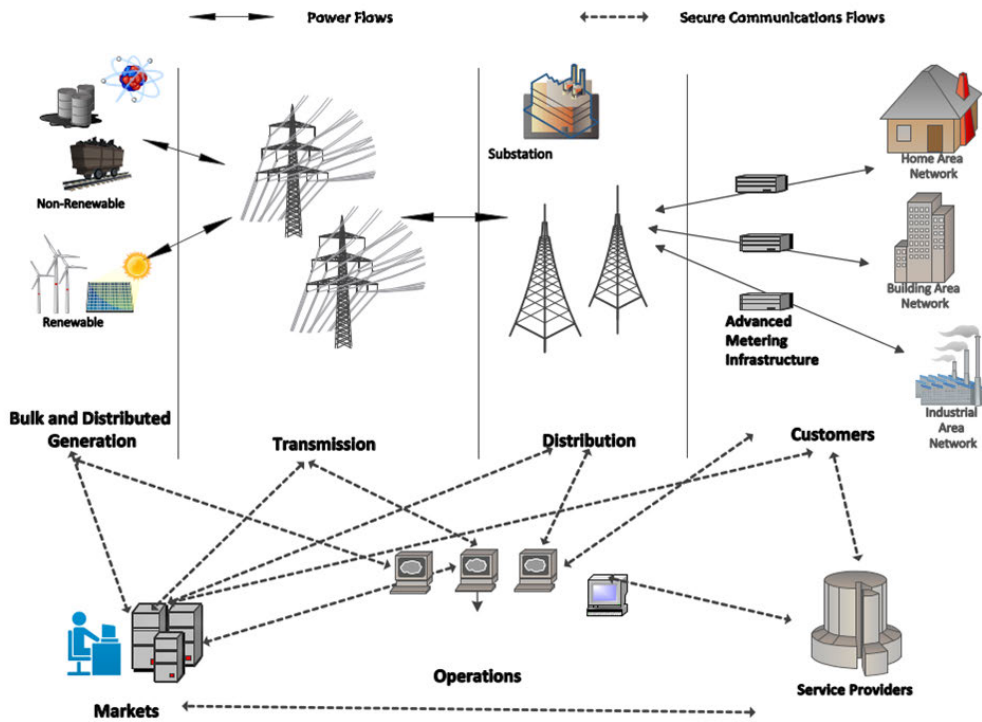 Power Flows
Secure Communications Flows
Substation
Home Area
Network
Non-Renewable
Building Area
Network
Renewable
Advanced
Metering
Infrastructure
Industrial
Area
Network
Bulk and Distributed
Generation
Transmission
Distribution
Customers
Operations
Service Providers
Markets